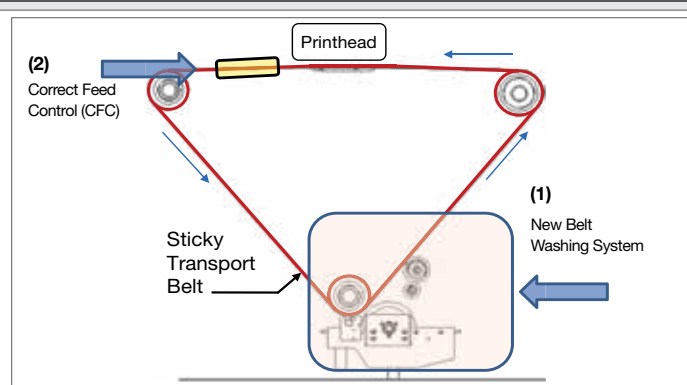 Printhead
(2)
Correct Feed
Control (CFC)
(1)
New Belt
Washing System
Sticky
Transport
Belt